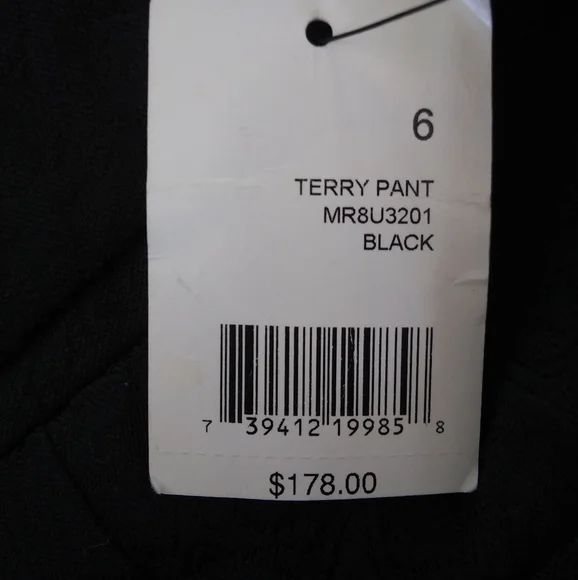 6
TERRY PANT
MR8U3201
BLACK
7 39412 19985 8
$178.00